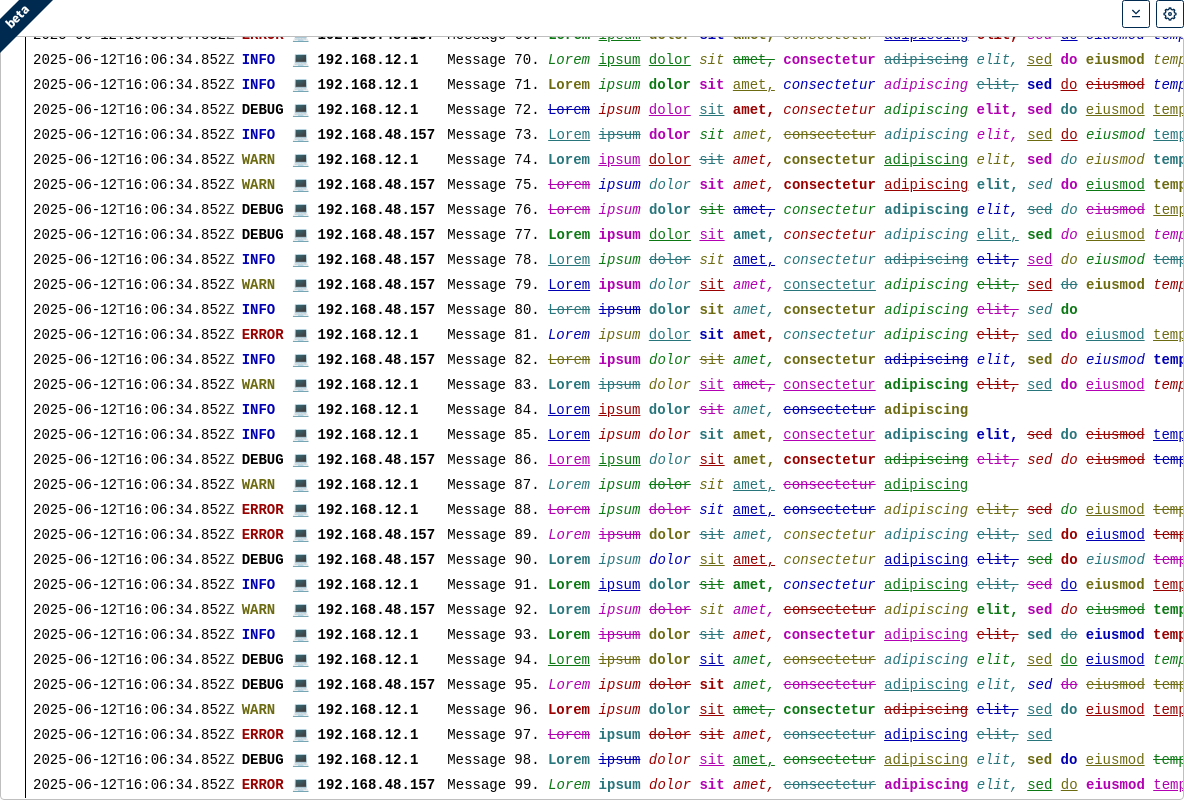 beta
2025-06-12T16:06:34.852Z INFO 💻 192.168.12.1 Message 70. Lorem ipsum dolor sit amet, consectetur adipiscing elit, sed do eiusmod temp
2025-06-12T16:06:34.852Z INFO 💻 192.168.12.1 Message 71. Lorem ipsum dolor sit amet, consectetur adipiscing elit, sed do eiusmod temp
2025-06-12T16:06:34.852Z DEBUG 💻 192.168.12.1 Message 72. Lorem ipsum dolor sit amet, consectetur adipiscing elit, sed do eiusmod temp
2025-06-12T16:06:34.852Z INFO 💻 192.168.48.157 Message 73. Lorem ipsum dolor sit amet, consectetur adipiscing elit, sed do eiusmod temp
2025-06-12T16:06:34.852Z WARN 💻 192.168.12.1 Message 74. Lorem ipsum dolor sit amet, consectetur adipiscing elit, sed do eiusmod temp
2025-06-12T16:06:34.852Z WARN 💻 192.168.48.157 Message 75. Lorem ipsum dolor sit amet, consectetur adipiscing elit, sed do eiusmod temp
2025-06-12T16:06:34.852Z DEBUG 💻 192.168.48.157 Message 76. Lorem ipsum dolor sit amet, consectetur adipiscing elit, sed do eiusmod temp
2025-06-12T16:06:34.852Z DEBUG 💻 192.168.48.157 Message 77. Lorem ipsum dolor sit amet, consectetur adipiscing elit, sed do eiusmod temp
2025-06-12T16:06:34.852Z INFO 💻 192.168.48.157 Message 78. Lorem ipsum dolor sit amet, consectetur adipiscing elit, sed do eiusmod temp
2025-06-12T16:06:34.852Z WARN 💻 192.168.48.157 Message 79. Lorem ipsum dolor sit amet, consectetur adipiscing elit, sed do eiusmod temp
2025-06-12T16:06:34.852Z INFO 💻 192.168.48.157 Message 80. Lorem ipsum dolor sit amet, consectetur adipiscing elit, sed do
2025-06-12T16:06:34.852Z ERROR 💻 192.168.12.1 Message 81. Lorem ipsum dolor sit amet, consectetur adipiscing elit, sed do eiusmod temp
2025-06-12T16:06:34.852Z INFO 💻 192.168.48.157 Message 82. Lorem ipsum dolor sit amet, consectetur adipiscing elit, sed do eiusmod temp
2025-06-12T16:06:34.852Z WARN 💻 192.168.12.1 Message 83. Lorem ipsum dolor sit amet, consectetur adipiscing elit, sed do eiusmod temp
2025-06-12T16:06:34.852Z INFO 💻 192.168.12.1 Message 84. Lorem ipsum dolor sit amet, consectetur adipiscing
2025-06-12T16:06:34.852Z INFO 💻 192.168.12.1 Message 85. Lorem ipsum dolor sit amet, consectetur adipiscing elit, sed do eiusmod temp
2025-06-12T16:06:34.852Z DEBUG 💻 192.168.48.157 Message 86. Lorem ipsum dolor sit amet, consectetur adipiscing elit, sed do eiusmod temp
2025-06-12T16:06:34.852Z WARN 💻 192.168.12.1 Message 87. Lorem ipsum dolor sit amet, consectetur adipiscing
2025-06-12T16:06:34.852Z ERROR 💻 192.168.12.1 Message 88. Lorem ipsum dolor sit amet, consectetur adipiscing elit, sed do eiusmod temp
2025-06-12T16:06:34.852Z ERROR 💻 192.168.48.157 Message 89. Lorem ipsum dolor sit amet, consectetur adipiscing elit, sed do eiusmod temp
2025-06-12T16:06:34.852Z DEBUG 💻 192.168.48.157 Message 90. Lorem ipsum dolor sit amet, consectetur adipiscing elit, sed do eiusmod temp
2025-06-12T16:06:34.852Z INFO 💻 192.168.12.1 Message 91. Lorem ipsum dolor sit amet, consectetur adipiscing elit, sed do eiusmod temp
2025-06-12T16:06:34.852Z WARN 💻 192.168.48.157 Message 92. Lorem ipsum dolor sit amet, consectetur adipiscing elit, sed do eiusmod temp
2025-06-12T16:06:34.852Z INFO 💻 192.168.12.1 Message 93. Lorem ipsum dolor sit amet, consectetur adipiscing elit, sed do eiusmod temp
2025-06-12T16:06:34.852Z DEBUG 💻 192.168.12.1 Message 94. Lorem ipsum dolor sit amet, consectetur adipiscing elit, sed do eiusmod temp
2025-06-12T16:06:34.852Z DEBUG 💻 192.168.48.157 Message 95. Lorem ipsum dolor sit amet, consectetur adipiscing elit, sed do eiusmod temp
2025-06-12T16:06:34.852Z WARN 💻 192.168.12.1 Message 96. Lorem ipsum dolor sit amet, consectetur adipiscing elit, sed do eiusmod temp
2025-06-12T16:06:34.852Z ERROR 💻 192.168.12.1 Message 97. Lorem ipsum dolor sit amet, consectetur adipiscing elit, sed
2025-06-12T16:06:34.852Z DEBUG 💻 192.168.12.1 Message 98. Lorem ipsum dolor sit amet, consectetur adipiscing elit, sed do eiusmod temp
2025-06-12T16:06:34.852Z ERROR 💻 192.168.48.157 Message 99. Lorem ipsum dolor sit amet, consectetur adipiscing elit, sed do eiusmod temp